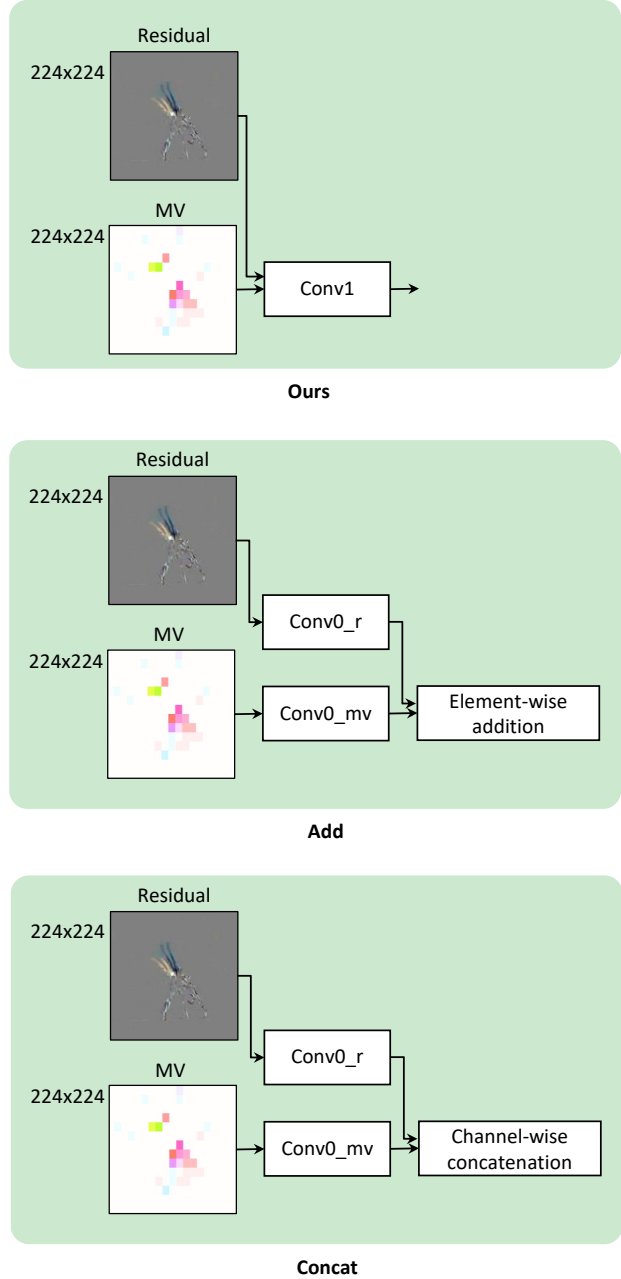 Residual
224x224
MV
224x224
Conv1
Ours
Residual
224x224
Conv0_r
MV
224x224
Conv0_mv
Element-wise
addition
Add
Residual
224x224
Conv0_r
MV
224x224
Conv0_mv
Channel-wise
concatenation
Concat